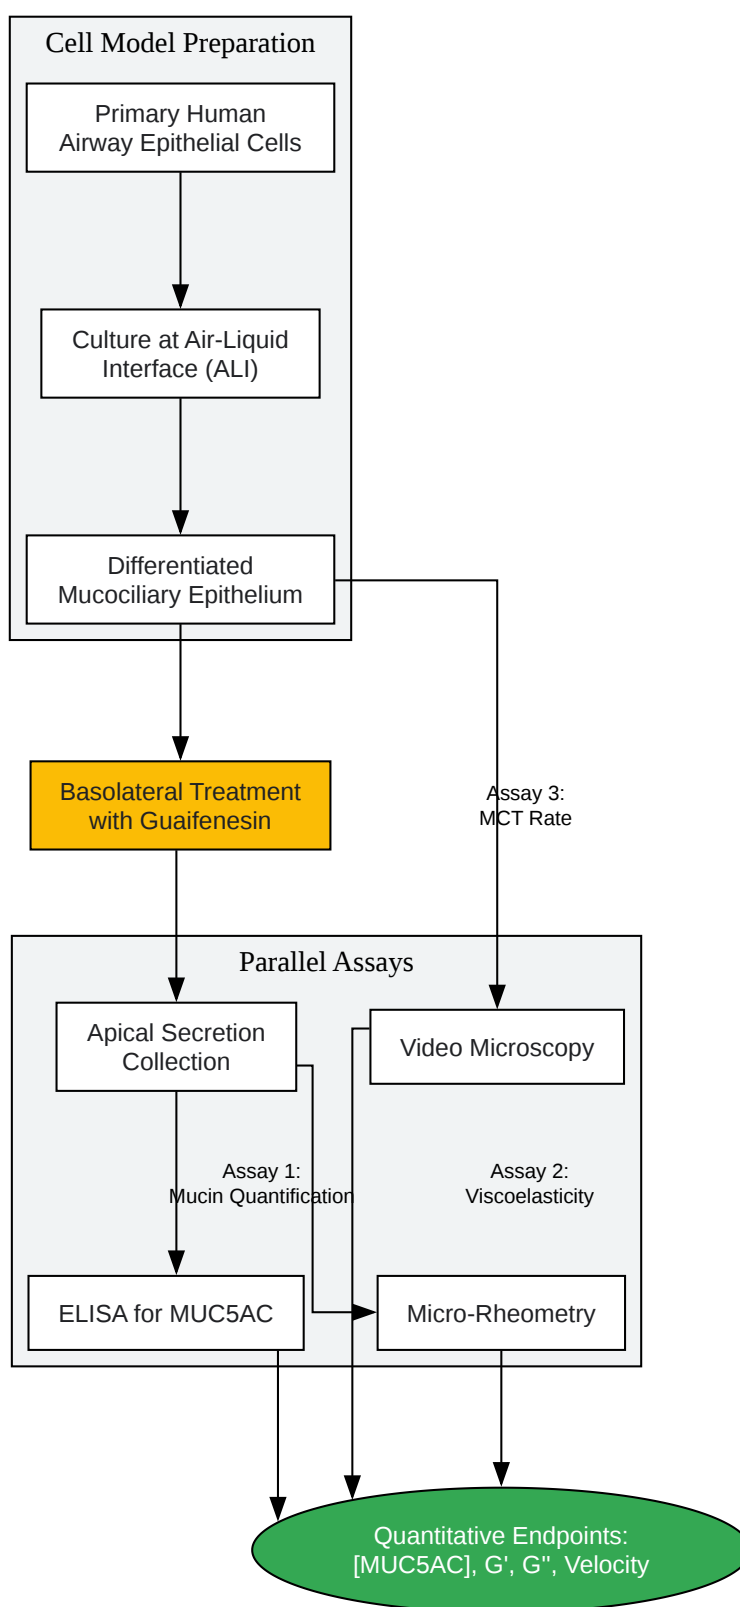 Cell Model Preparation
Primary Human
Airway Epithelial Cells
Culture at Air-Liquid
Interface (ALI)
Differentiated
Mucociliary Epithelium
Basolateral Treatment
with Guaifenesin
Assay 3:
MCT Rate
Parallel Assays
Apical Secretion
Collection
Video Microscopy
Assay 1:
Mucin Quantification
Assay 2:
Viscoelasticity
ELISA for MUC5AC
Micro-Rheometry
Quantitative Endpoints:
[MUC5AC], G', G'', Velocity